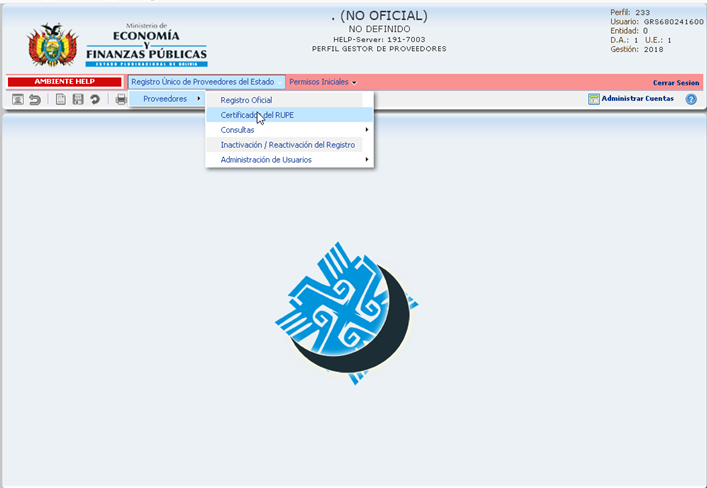 Ministerio de
ECONOMÍA
Y
FINANZAS PÚBLICAS
ESTADO PLURINACIONAL DE BOLIVIA
. (NO OFICIAL)
NO DEFINIDO
HELP-Server: 191-7003
PERFIL GESTOR DE PROVEEDORES
Perfil: 233
Usuario: GRS680241600
Entidad: 0
D.A.: 1 U.E.: 1
Gestión: 2018
AMBIENTE HELP
Registro Único de Proveedores del Estado
Permisos Iniciales
Cerrar Sesion
Proveedores
Administrar Cuentas
Registro Oficial
Certificados del RUPE
Consultas
Inactivación / Reactivación del Registro
Administración de Usuarios